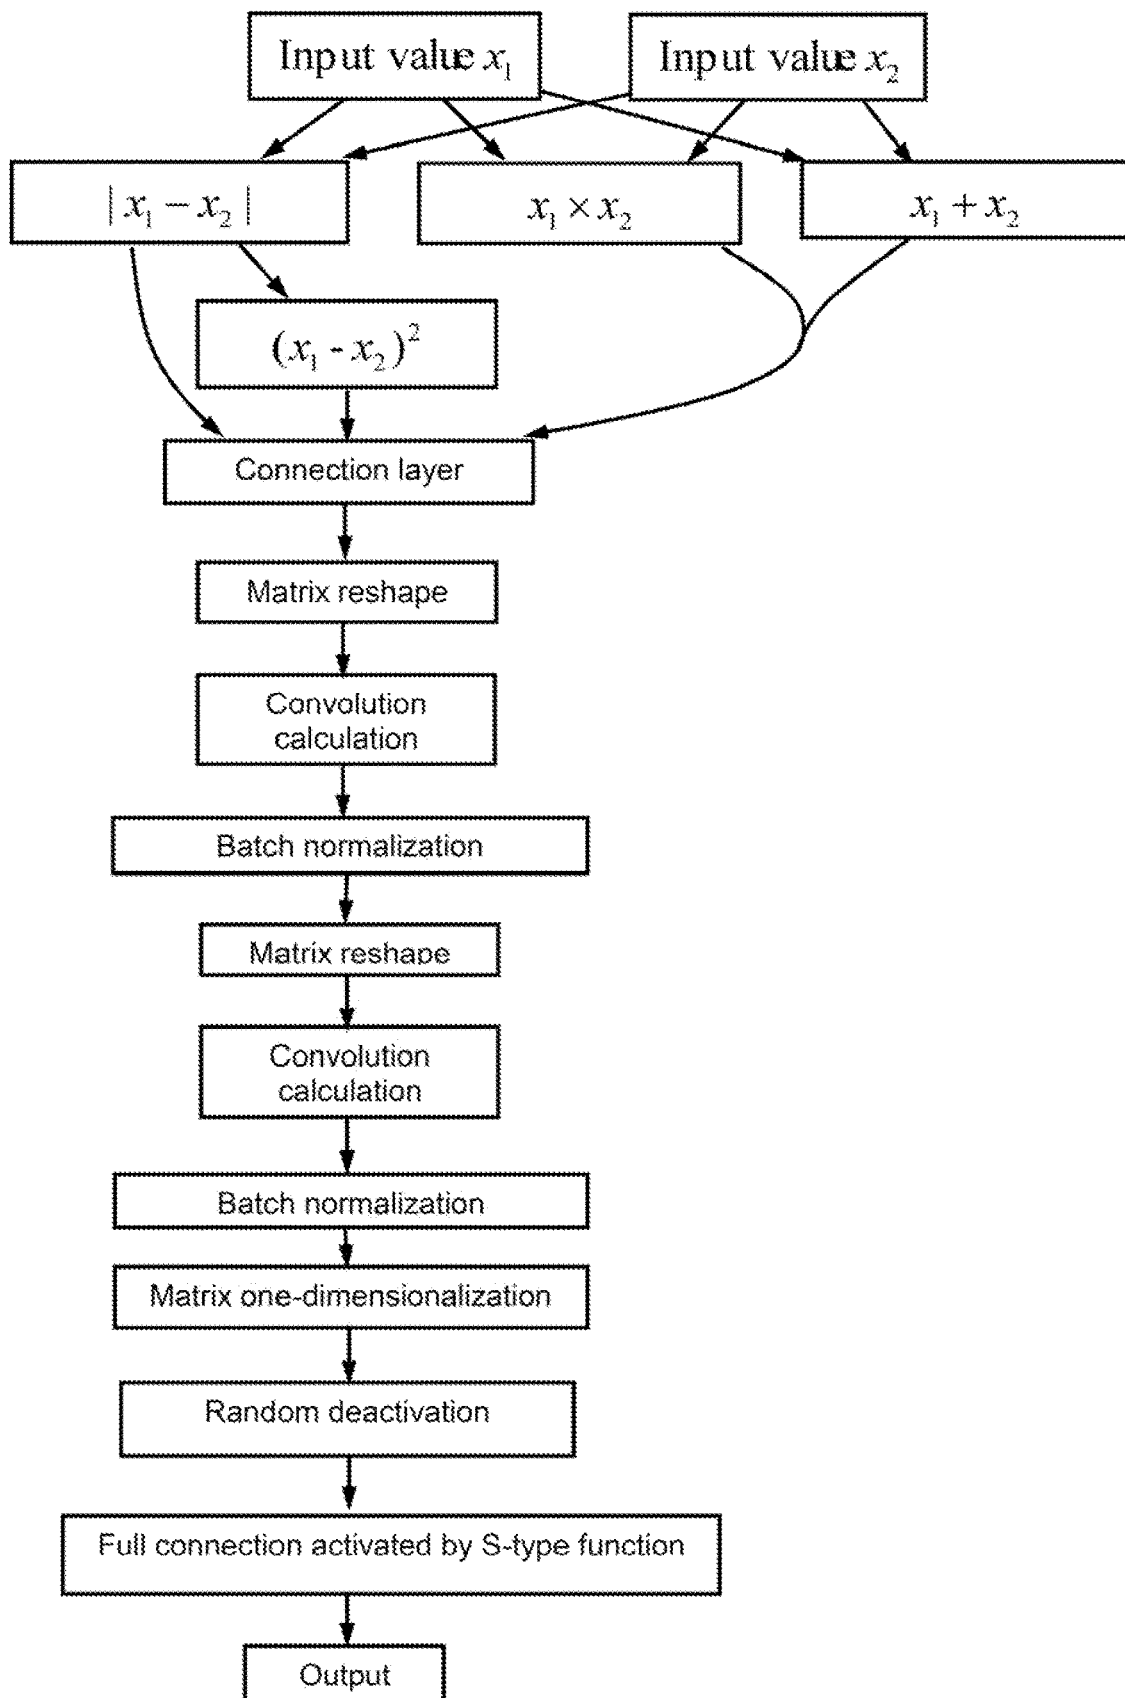 Input value x₁
Input value x₂
| x₁ − x₂ |
x₁ × x₂
x₁ + x₂
(x₁ - x₂)²
Connection layer
Matrix reshape
Convolution
calculation
Batch normalization
Matrix reshape
Convolution
calculation
Batch normalization
Matrix one-dimensionalization
Random deactivation
Full connection activated by S-type function
Output